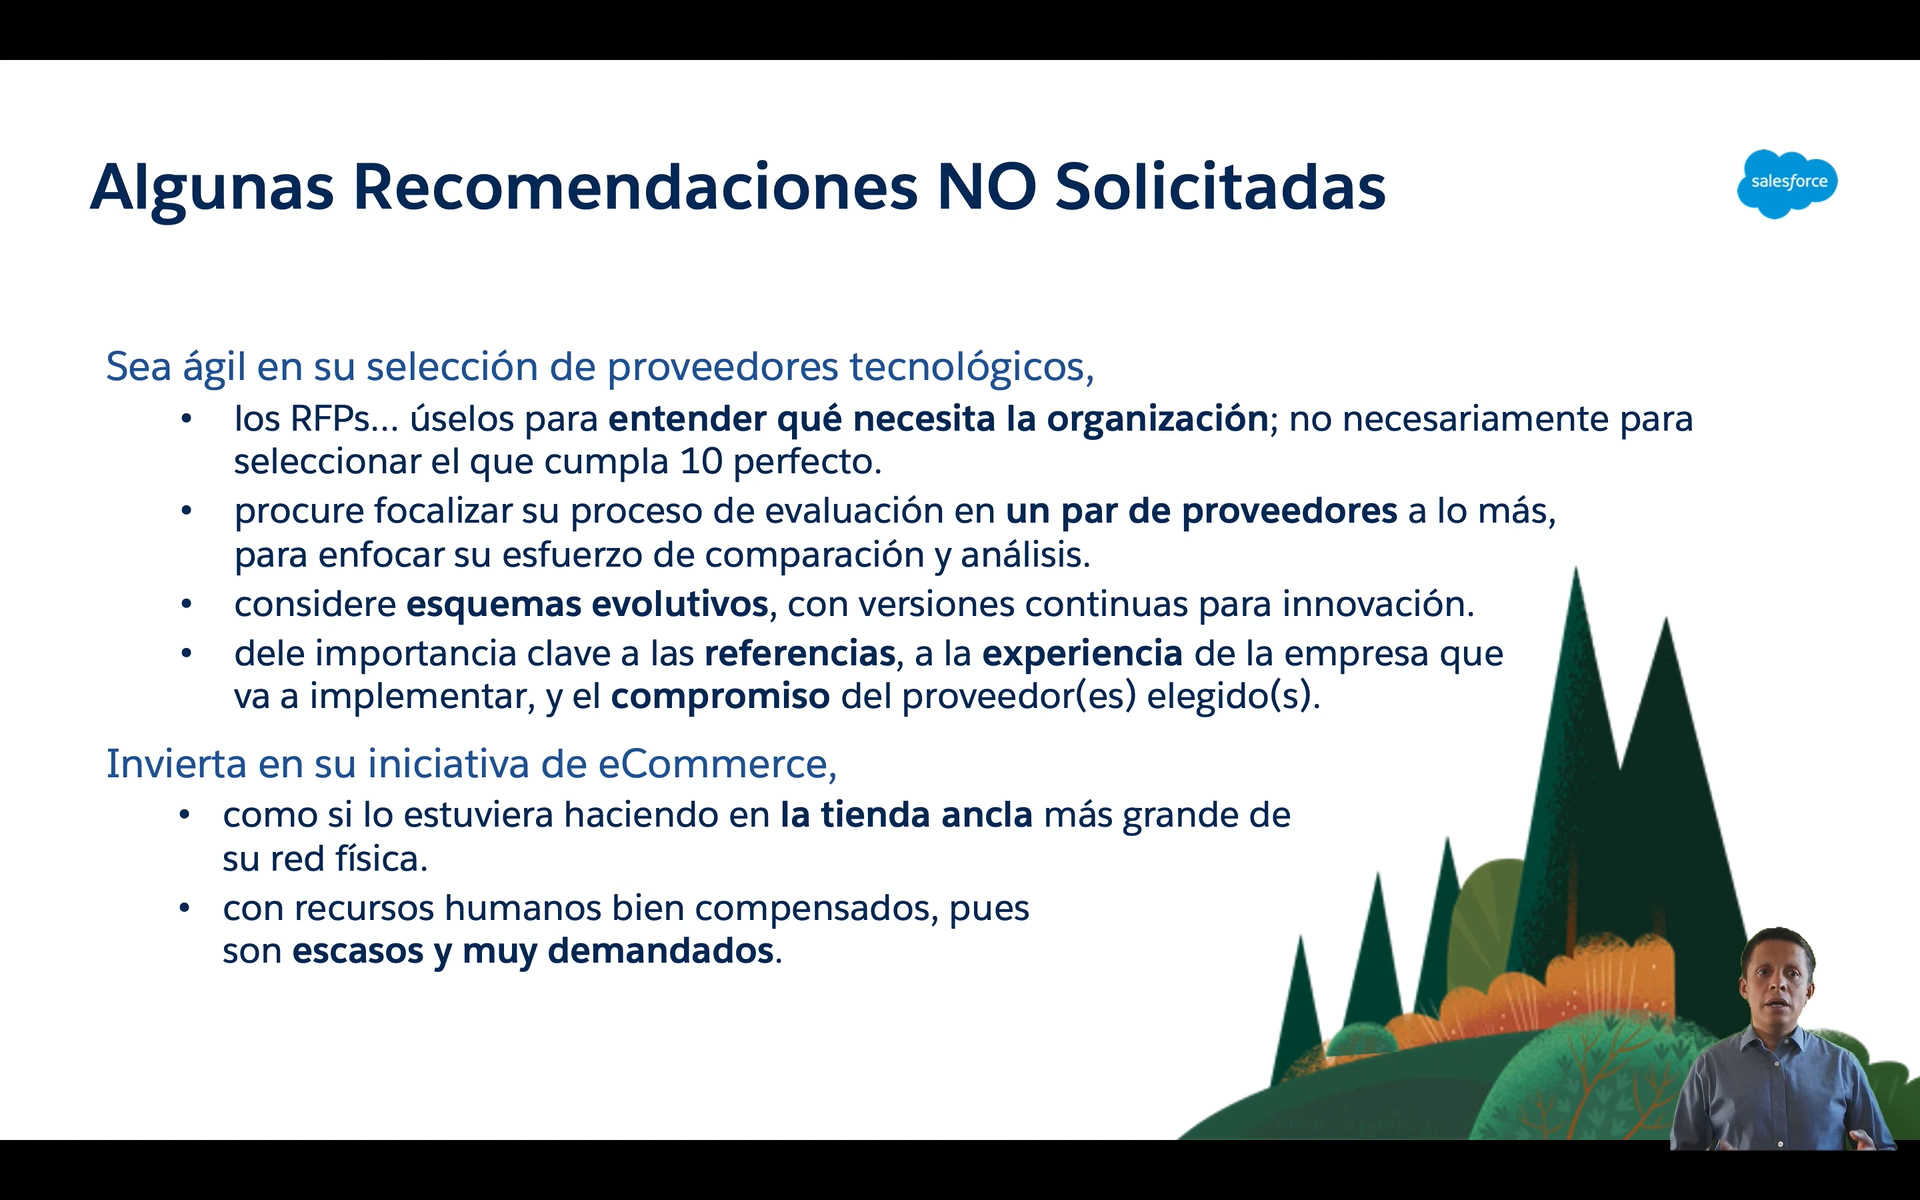 Algunas Recomendaciones NO Solicitadas
salesforce
Sea ágil en su selección de proveedores tecnológicos,
• los RFPs... úselos para entender qué necesita la organización; no necesariamente para
seleccionar el que cumpla 10 perfecto.
• procure focalizar su proceso de evaluación en un par de proveedores a lo más,
para enfocar su esfuerzo de comparación y análisis.
• considere esquemas evolutivos, con versiones continuas para innovación.
• dele importancia clave a las referencias, a la experiencia de la empresa que
va a implementar, y el compromiso del proveedor(es) elegido(s).
Invierta en su iniciativa de eCommerce,
• como si lo estuviera haciendo en la tienda ancla más grande de
su red física.
• con recursos humanos bien compensados, pues
son escasos y muy demandados.